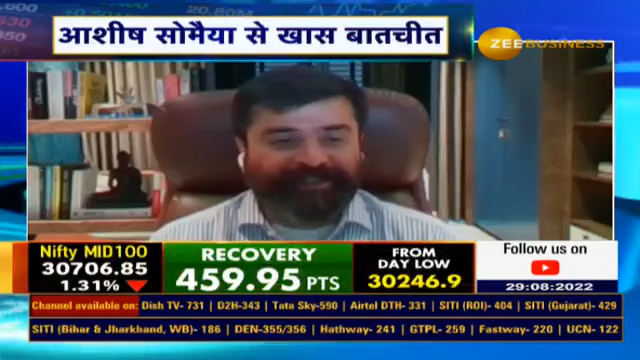 आशीष सोमैया से खास बातचीत
ZEE BUSINESS
Nifty MID100
30706.85
1.31%
RECOVERY
459.95 PTS
FROM
DAY LOW
30246.9
Follow us on
29:08:2022
Channel available on: Dish TV- 731 | D2H-343 | Tata Sky-590 | Airtel DTH- 331 | SITI (ROI)- 404 | SITI (Gujarat)- 429
SITI (Bihar & Jharkhand, WB)- 186 | DEN-355/356 | Hathway- 241 | GTPL- 259 | Fastway- 220 | UCN- 122